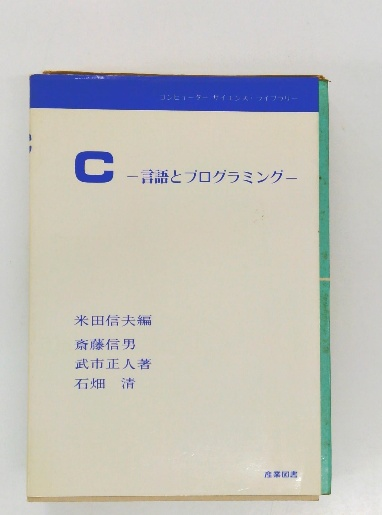 コンピューター サイエンス・ライブラリー
C −言語とプログラミング−
米田信夫編
斎藤信男
武市正人著
石畑 清
産業図書